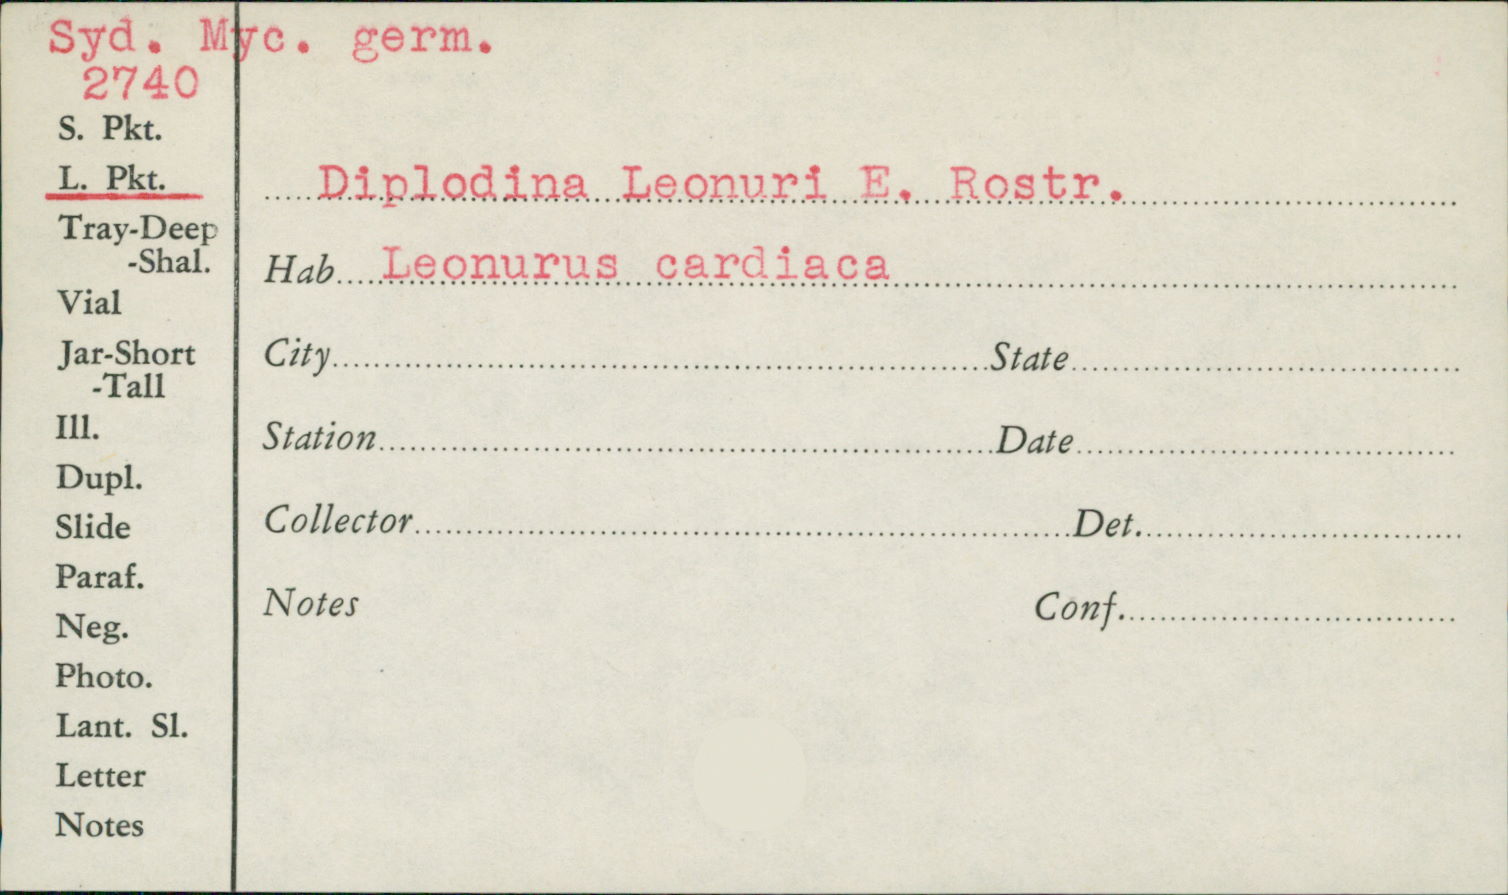 Syd. Myc. germ.
2740
S. Pkt.
L. Pkt.
Tray-Deep
-Shal.
Vial
Jar-Short
-Tall
Ill.
Dupl.
Slide
Paraf.
Neg.
Photo.
Lant. Sl.
Letter
Notes
Diplodina Leonuri E. Rostr.
Hab Leonurus cardiaca
City State
Station Date
Collector Det.
Notes Conf.